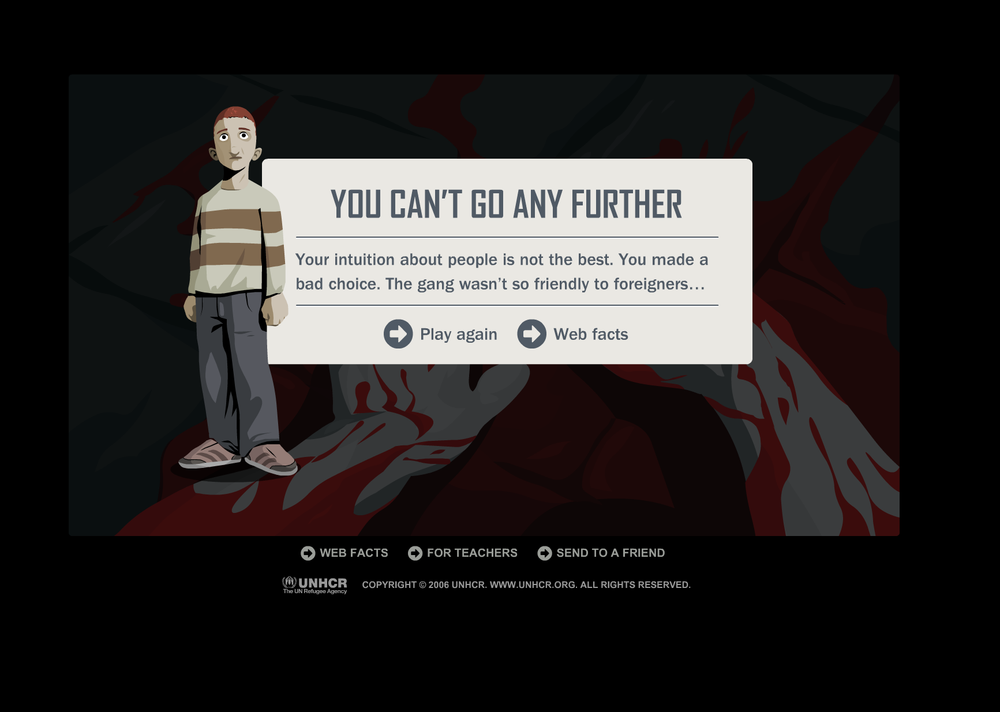 YOU CAN’T GO ANY FURTHER
Your intuition about people is not the best. You made a
bad choice. The gang wasn’t so friendly to foreigners…
Play again
Web facts
WEB FACTS
FOR TEACHERS
SEND TO A FRIEND
UNHCR
The UN Refugee Agency
COPYRIGHT © 2006 UNHCR. WWW.UNHCR.ORG. ALL RIGHTS RESERVED.